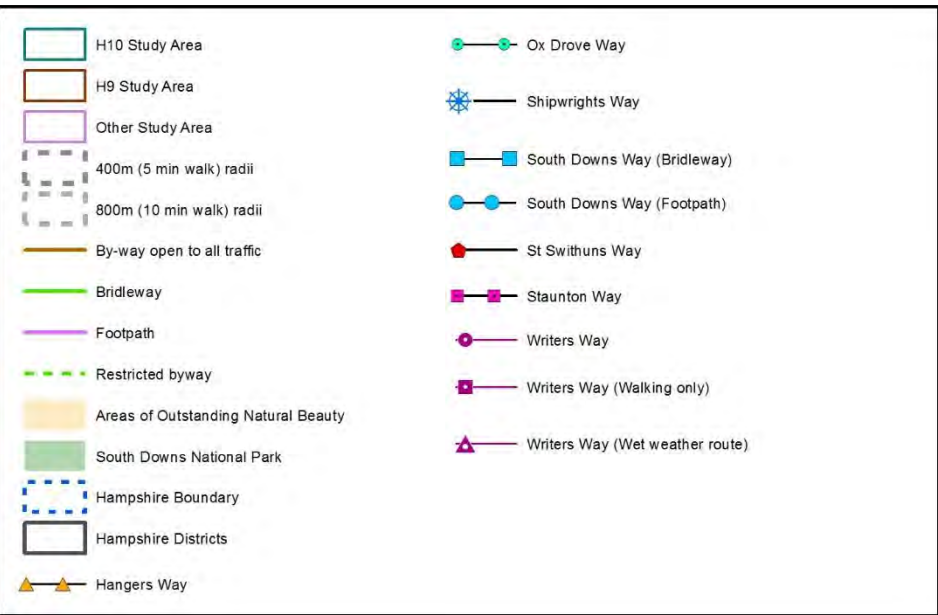 H10 Study Area
H9 Study Area
Other Study Area
400m (5 min walk) radii
800m (10 min walk) radii
By-way open to all traffic
Bridleway
Footpath
Restricted byway
Areas of Outstanding Natural Beauty
South Downs National Park
Hampshire Boundary
Hampshire Districts
Hangers Way
Ox Drove Way
Shipwrights Way
South Downs Way (Bridleway)
South Downs Way (Footpath)
St Swithuns Way
Staunton Way
Writers Way
Writers Way (Walking only)
Writers Way (Wet weather route)